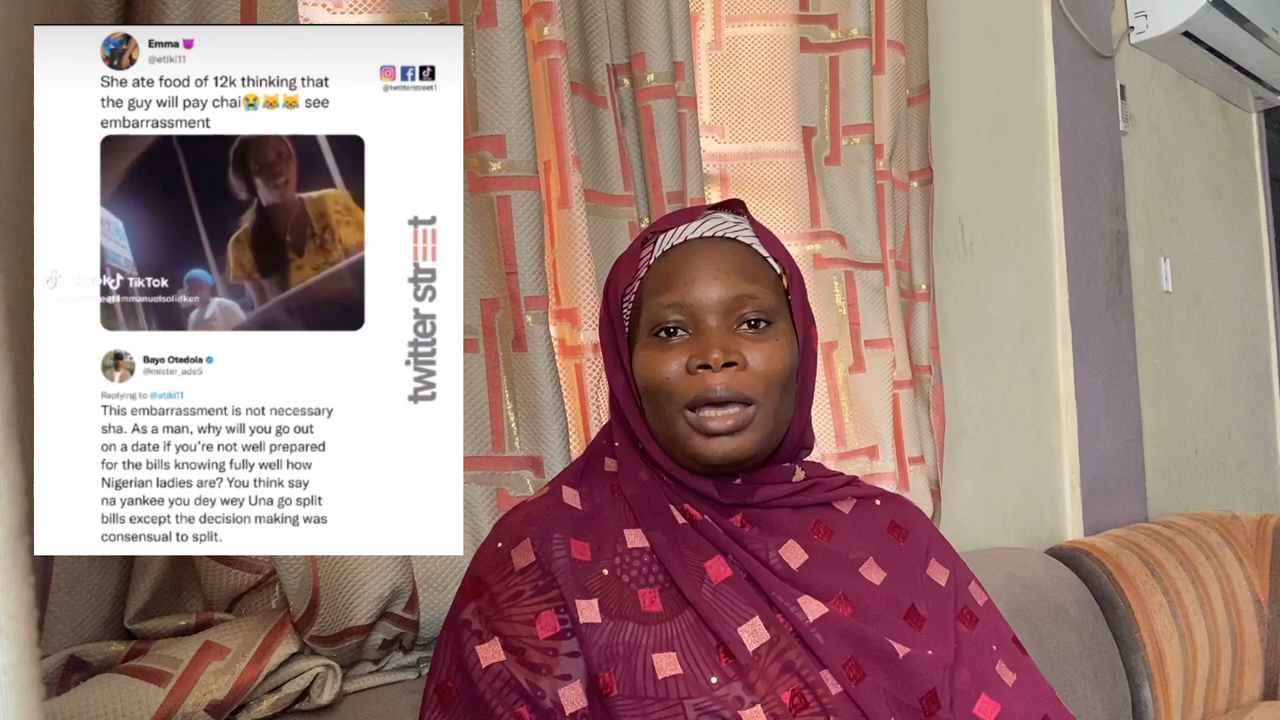 Emma 😈
@etiki11
@twitterstreet1
She ate food of 12k thinking that
the guy will pay chai😭😹😹 see
embarrassment
TikTok
twitter street
Bayo Otedola
@mister_ade5
Replying to @etiki11
This embarrassment is not necessary
sha. As a man, why will you go out
on a date if you're not well prepared
for the bills knowing fully well how
Nigerian ladies are? You think say
na yankee you dey wey Una go split
bills except the decision making was
consensual to split.